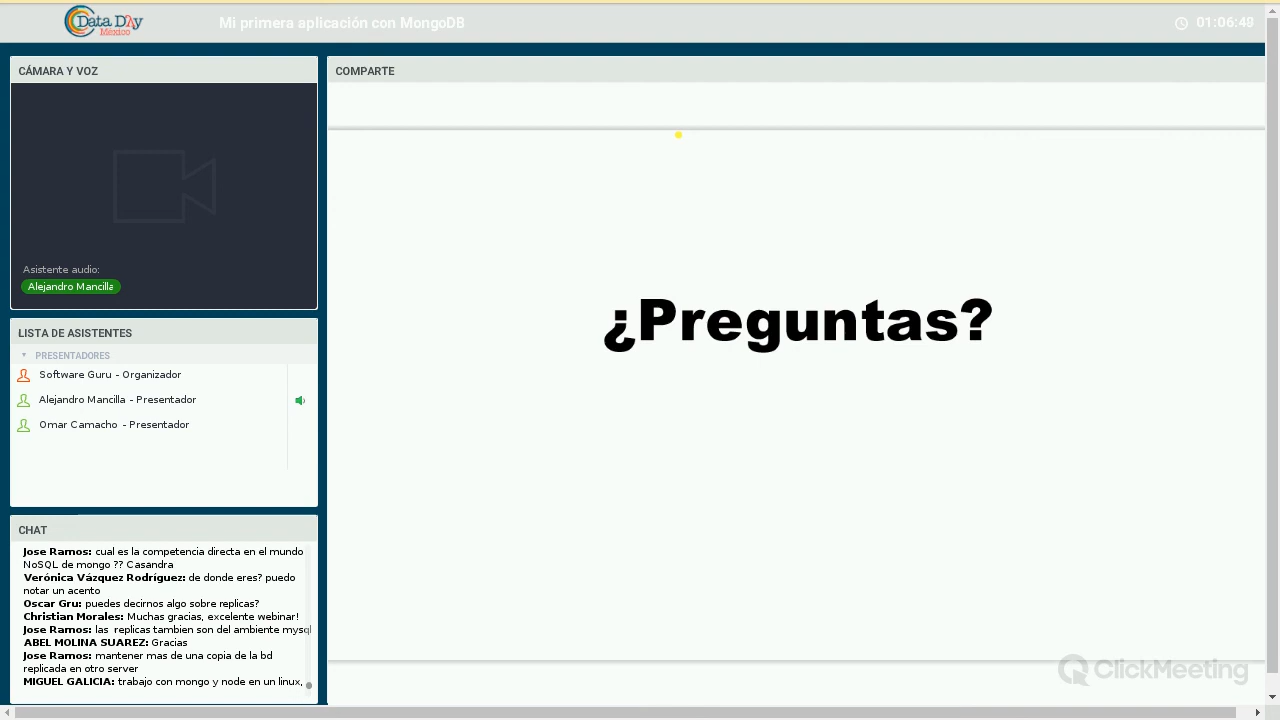 Data Day
México
Mi primera aplicación con MongoDB
01:06:48
CÁMARA Y VOZ
Asistente audio:
Alejandro Mancilla
LISTA DE ASISTENTES
PRESENTADORES
Software Guru - Organizador
Alejandro Mancilla - Presentador
Omar Camacho - Presentador
CHAT
Jose Ramos: cual es la competencia directa en el mundo
NoSQL de mongo ?? Casandra
Verónica Vázquez Rodríguez: de donde eres? puedo
notar un acento
Oscar Gru: puedes decirnos algo sobre replicas?
Christian Morales: Muchas gracias, excelente webinar!
Jose Ramos: las replicas tambien son del ambiente mysql
ABEL MOLINA SUAREZ: Gracias
Jose Ramos: mantener mas de una copia de la bd
replicada en otro server
MIGUEL GALICIA: trabajo con mongo y node en un linux,
COMPARTE
¿Preguntas?
ClickMeeting